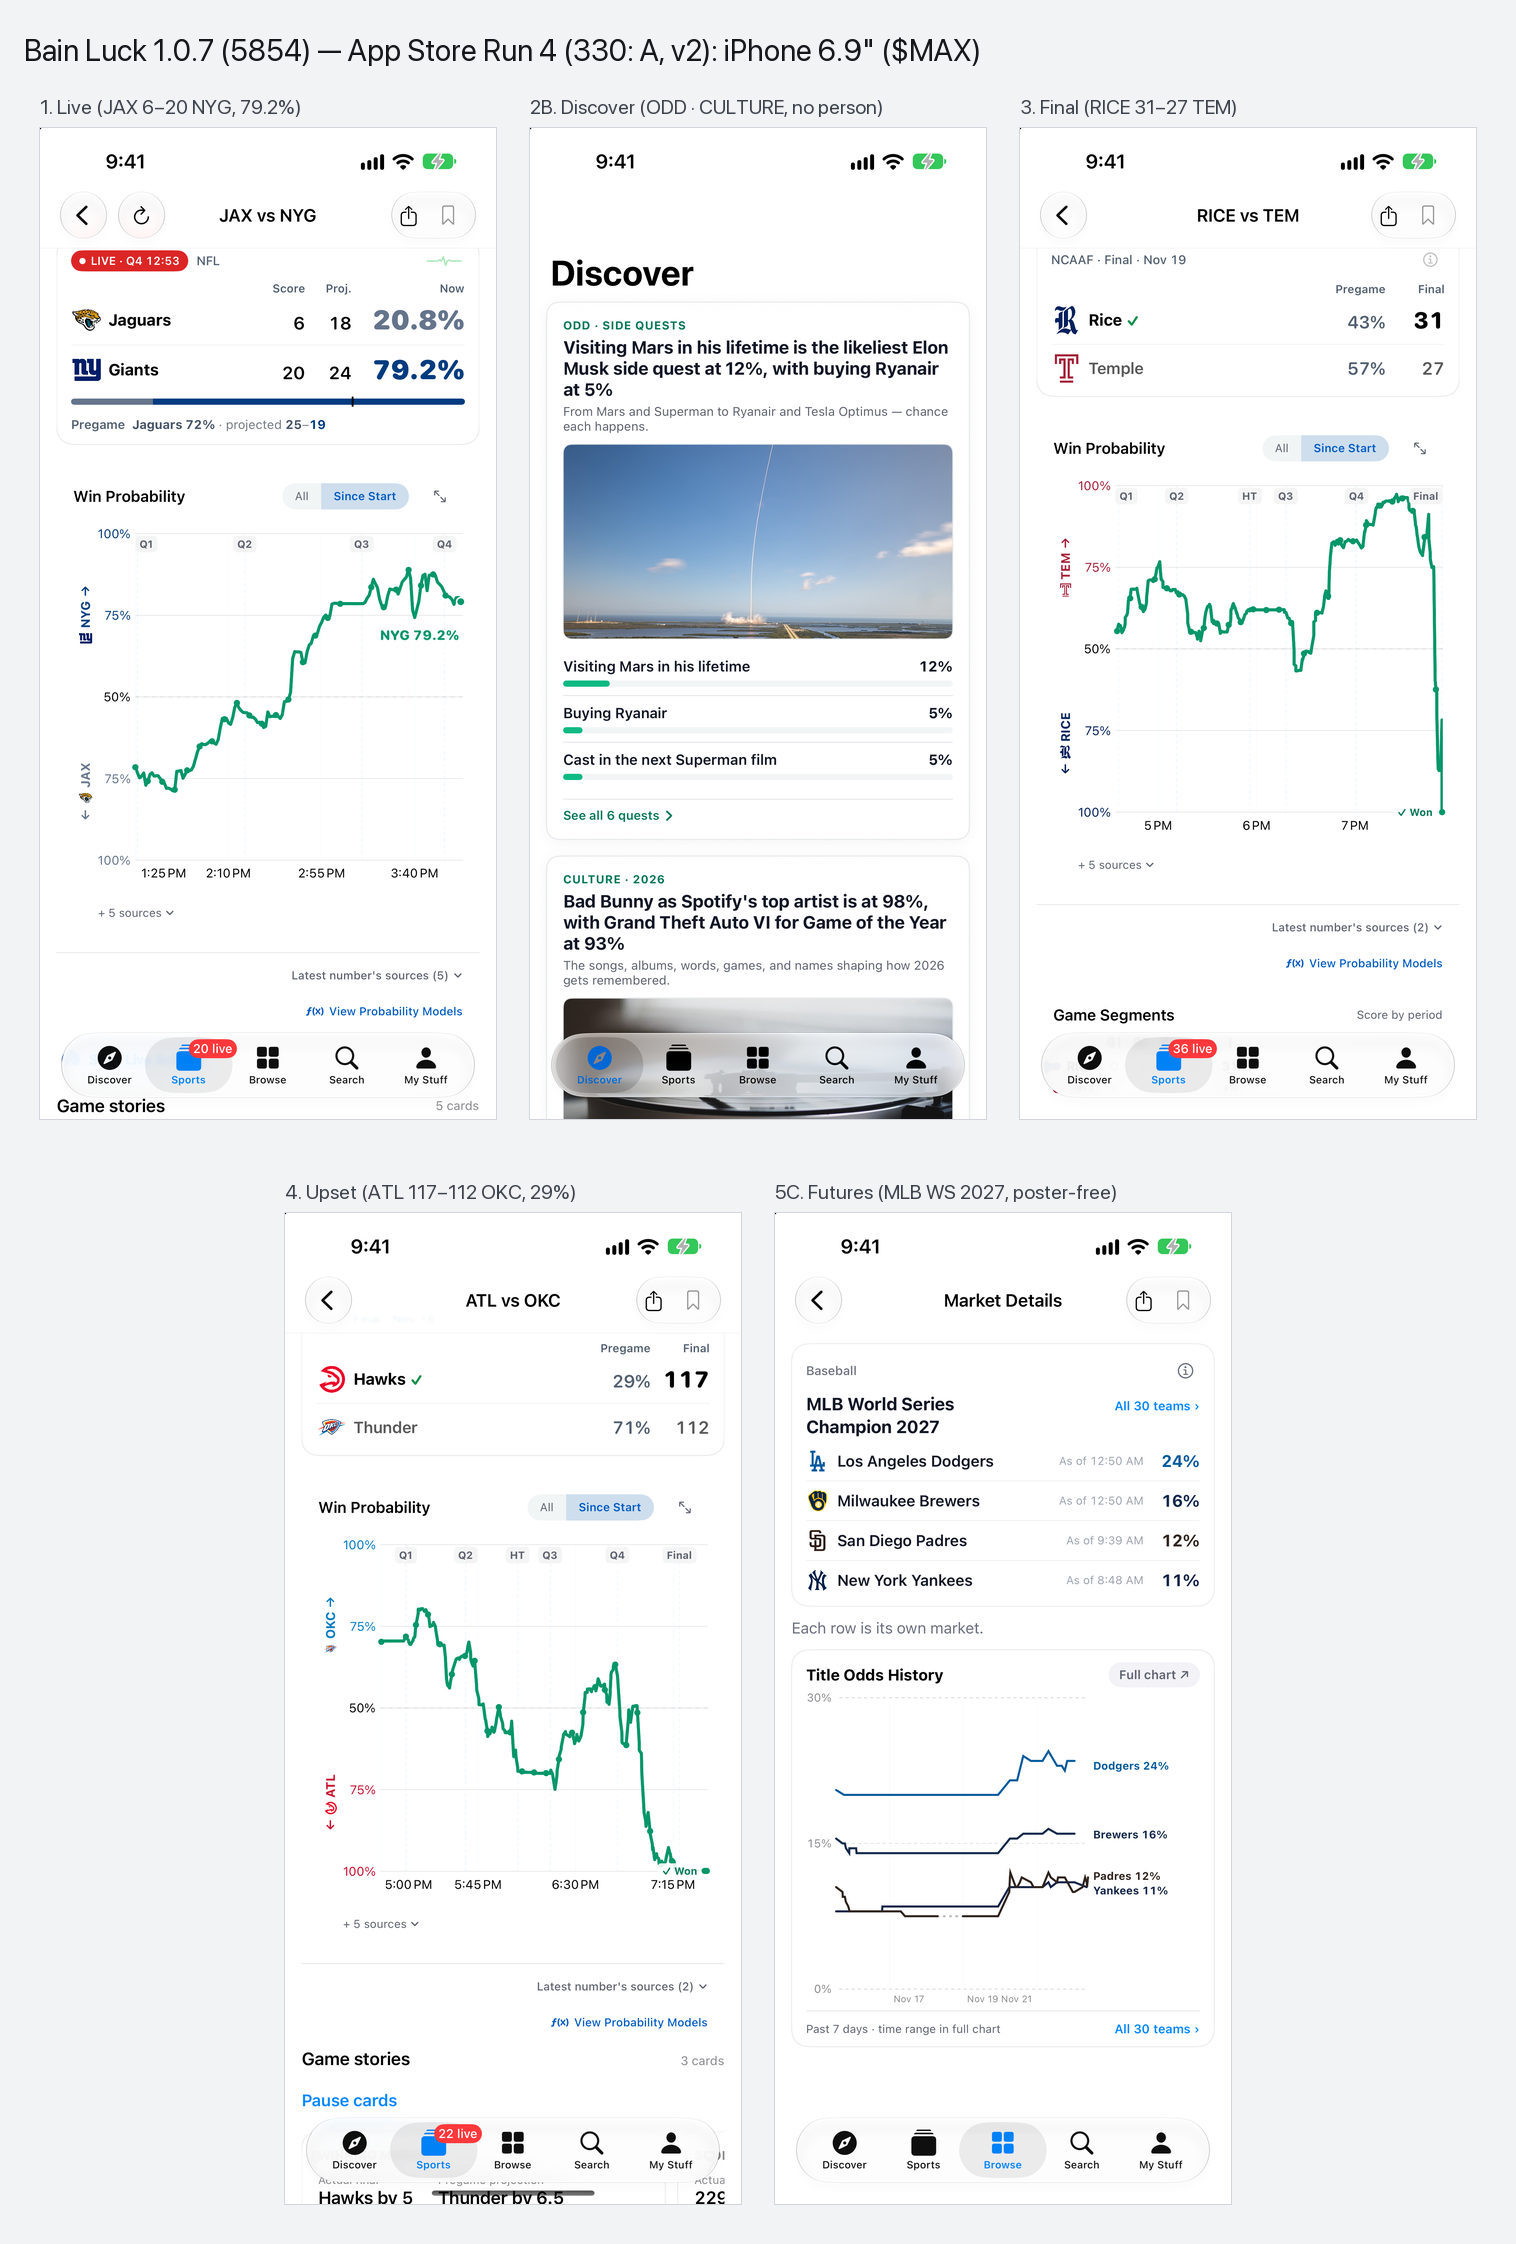 Bain Luck 1.0.7 (5854) — App Store Run 4 (330: A, v2): iPhone 6.9" ($MAX)
1. Live (JAX 6–20 NYG, 79.2%)
9:41
JAX vs NYG
LIVE · Q4 12:53 NFL
Score Proj. Now
Jaguars 6 18 20.8%
Giants 20 24 79.2%
Pregame Jaguars 72% · projected 25–19
Win Probability All Since Start
100%
Q1 Q2 Q3 Q4
NYG →
75%
NYG 79.2%
50%
← JAX
75%
100%
1:25 PM 2:10 PM 2:55 PM 3:40 PM
+ 5 sources
Latest number's sources (5)
f(x) View Probability Models
20 live
Discover Sports Browse Search My Stuff
Game stories 5 cards
2B. Discover (ODD · CULTURE, no person)
9:41
Discover
ODD · SIDE QUESTS
Visiting Mars in his lifetime is the likeliest Elon
Musk side quest at 12%, with buying Ryanair
at 5%
From Mars and Superman to Ryanair and Tesla Optimus — chance
each happens.
Visiting Mars in his lifetime 12%
Buying Ryanair 5%
Cast in the next Superman film 5%
See all 6 quests
CULTURE · 2026
Bad Bunny as Spotify's top artist is at 98%,
with Grand Theft Auto VI for Game of the Year
at 93%
The songs, albums, words, games, and names shaping how 2026
gets remembered.
Discover Sports Browse Search My Stuff
3. Final (RICE 31–27 TEM)
9:41
RICE vs TEM
NCAAF · Final · Nov 19
Pregame Final
Rice ✓ 43% 31
Temple 57% 27
Win Probability All Since Start
100%
Q1 Q2 HT Q3 Q4 Final
TEM →
75%
50%
← RICE
75%
100%
✓ Won
5 PM 6 PM 7 PM
+ 5 sources
Latest number's sources (2)
f(x) View Probability Models
Game Segments Score by period
36 live
Discover Sports Browse Search My Stuff
4. Upset (ATL 117–112 OKC, 29%)
9:41
ATL vs OKC
Pregame Final
Hawks ✓ 29% 117
Thunder 71% 112
Win Probability All Since Start
100%
Q1 Q2 HT Q3 Q4 Final
OKC →
75%
50%
← ATL
75%
100%
✓ Won
5:00 PM 5:45 PM 6:30 PM 7:15 PM
+ 5 sources
Latest number's sources (2)
f(x) View Probability Models
Game stories 3 cards
Pause cards
22 live
Discover Sports Browse Search My Stuff
Actual final Pregame projection Actua
Hawks by 5 Thunder by 6.5 229
5C. Futures (MLB WS 2027, poster-free)
9:41
Market Details
Baseball
MLB World Series
Champion 2027
All 30 teams ›
Los Angeles Dodgers As of 12:50 AM 24%
Milwaukee Brewers As of 12:50 AM 16%
San Diego Padres As of 9:39 AM 12%
New York Yankees As of 8:48 AM 11%
Each row is its own market.
Title Odds History Full chart ↗
30%
Dodgers 24%
Brewers 16%
15%
Padres 12%
Yankees 11%
0%
Nov 17 Nov 19 Nov 21
Past 7 days · time range in full chart All 30 teams ›
Discover Sports Browse Search My Stuff